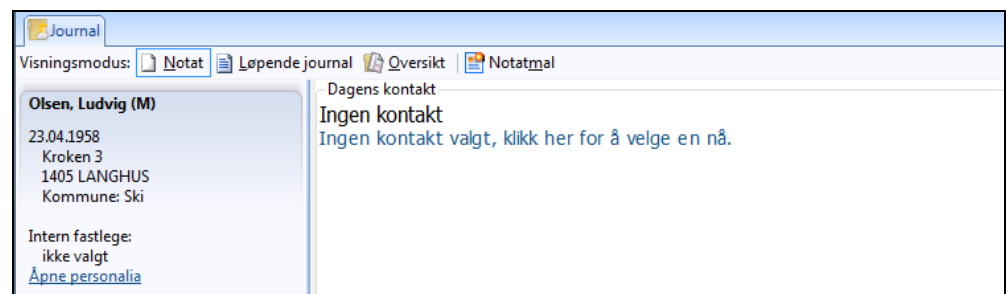 Journal
Visningsmodus: Notat Løpende journal Oversikt Notatmal
Olsen, Ludvig (M)
23.04.1958
Kroken 3
1405 LANGHUS
Kommune: Ski
Intern fastlege:
ikke valgt
Åpne personalia
Dagens kontakt
Ingen kontakt
Ingen kontakt valgt, klikk her for å velge en nå.